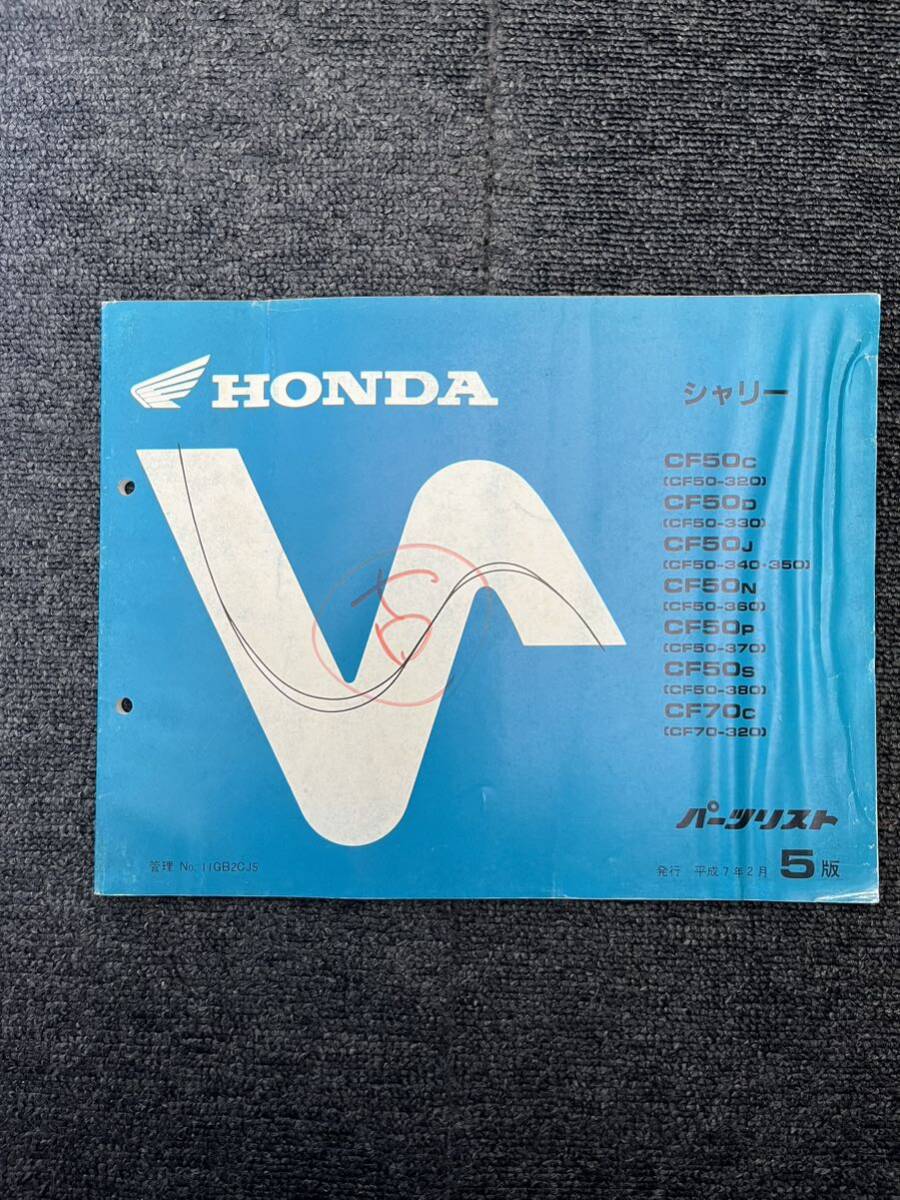 HONDA
シャリー
CF50C
(CF50-320)
CF50D
(CF50-330)
CF50J
(CF50-340・350)
CF50N
(CF50-360)
CF50P
(CF50-370)
CF50S
(CF50-380)
CF70C
(CF70-320)
パーツリスト
管理 No. 11GB2CJ5
発行 平成7年2月 5版